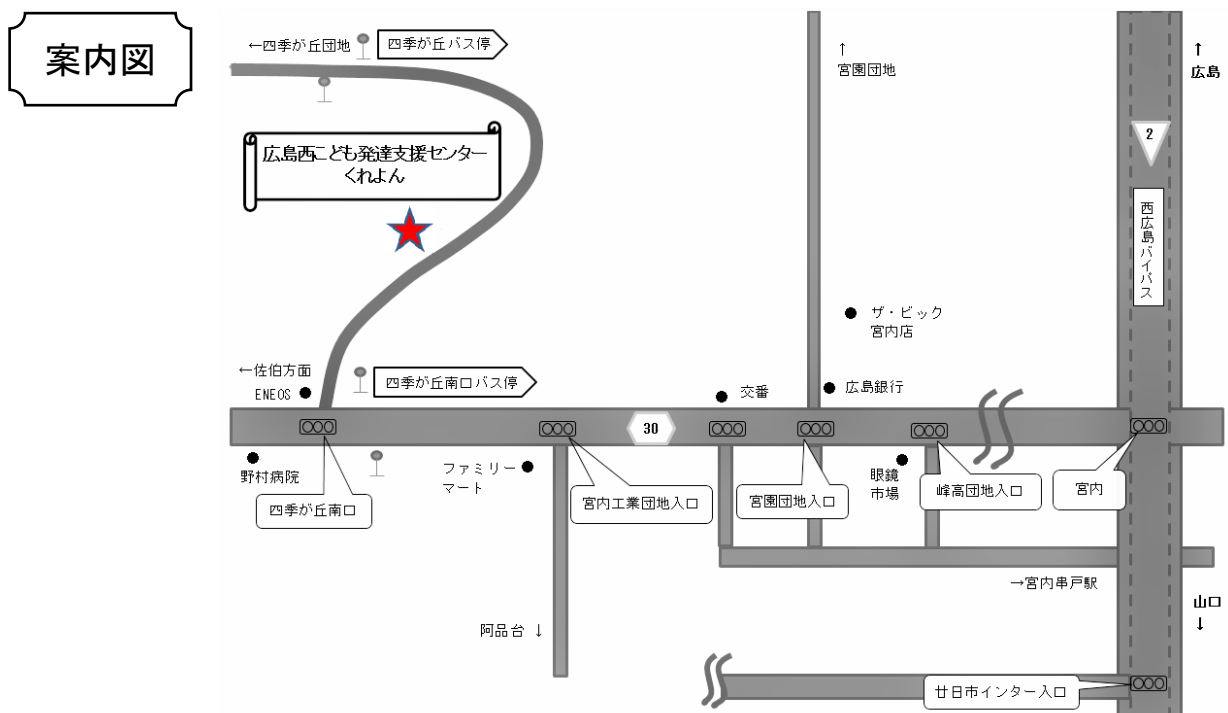 案内図
←四季が丘団地
四季が丘バス停
↑
宮園団地
↑
広島
2
広島西こども発達支援センター
くれよん
西広島バイパス
ザ・ビック
宮内店
←佐伯方面
ENEOS
四季が丘南口バス停
交番
広島銀行
30
野村病院
四季が丘南口
ファミリー
マート
宮内工業団地入口
宮園団地入口
眼鏡
市場
峰高団地入口
宮内
→宮内串戸駅
山口
↓
阿品台 ↓
廿日市インター入口